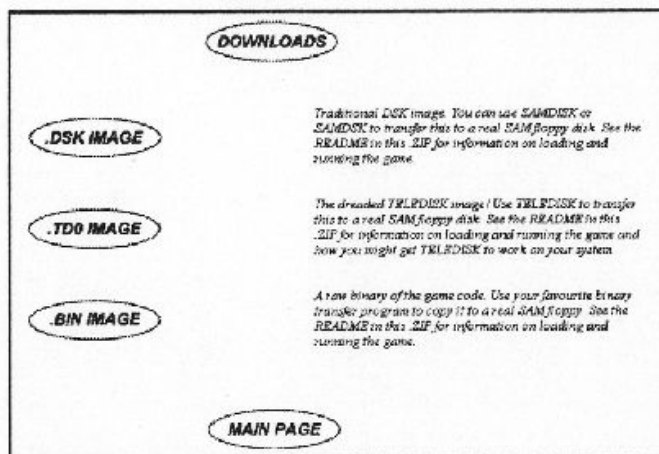 DOWNLOADS
.DSK IMAGE
Traditional DSK image. You can use SAMDISK or
SAMDSK to transfer this to a real SAM floppy disk. See the
README in this .ZIP for information on loading and
running the game.
.TD0 IMAGE
The dreaded TELEDISK image! Use TELEDISK to transfer
this to a real SAM floppy disk. See the README in this
.ZIP for information on loading and running the game and
how you might get TELEDISK to work on your system.
.BIN IMAGE
A raw binary of the game code. Use your favourite binary
transfer program to copy it to a real SAM floppy. See the
README in this .ZIP for information on loading and
running the game.
MAIN PAGE